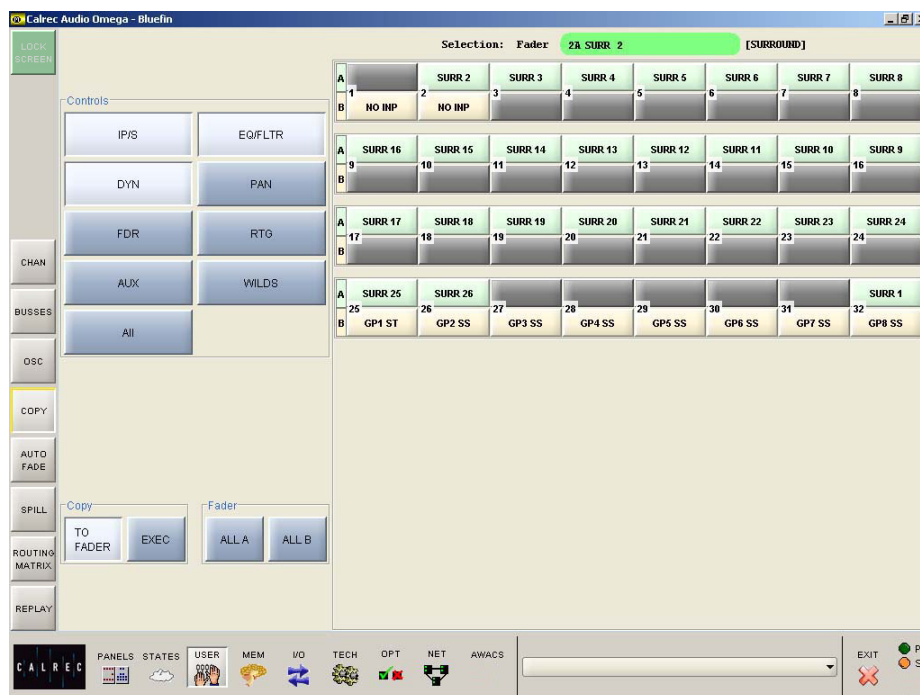 Calrec Audio Omega - Bluefin
LOCK SCREEN
Selection: Fader 2A SURR 2 [SURROUND]
A SURR 2 SURR 3 SURR 4 SURR 5 SURR 6 SURR 7 SURR 8
1 2 3 4 5 6 7 8
B NO INP NO INP
A SURR 16 SURR 15 SURR 14 SURR 13 SURR 12 SURR 11 SURR 10 SURR 9
9 10 11 12 13 14 15 16
B
A SURR 17 SURR 18 SURR 19 SURR 20 SURR 21 SURR 22 SURR 23 SURR 24
17 18 19 20 21 22 23 24
B
A SURR 25 SURR 26 SURR 1
25 26 27 28 29 30 31 32
B GP1 ST GP2 SS GP3 SS GP4 SS GP5 SS GP6 SS GP7 SS GP8 SS
Controls
IP/S EQ/FLTR
DYN PAN
FDR RTG
AUX WILDS
All
CHAN
BUSSES
OSC
COPY
AUTO FADE
SPILL
ROUTING MATRIX
REPLAY
Copy
TO FADER EXEC
Fader
ALL A ALL B
CALREC
PANELS STATES USER MEM I/O TECH OPT NET AWACS
EXIT
P
S